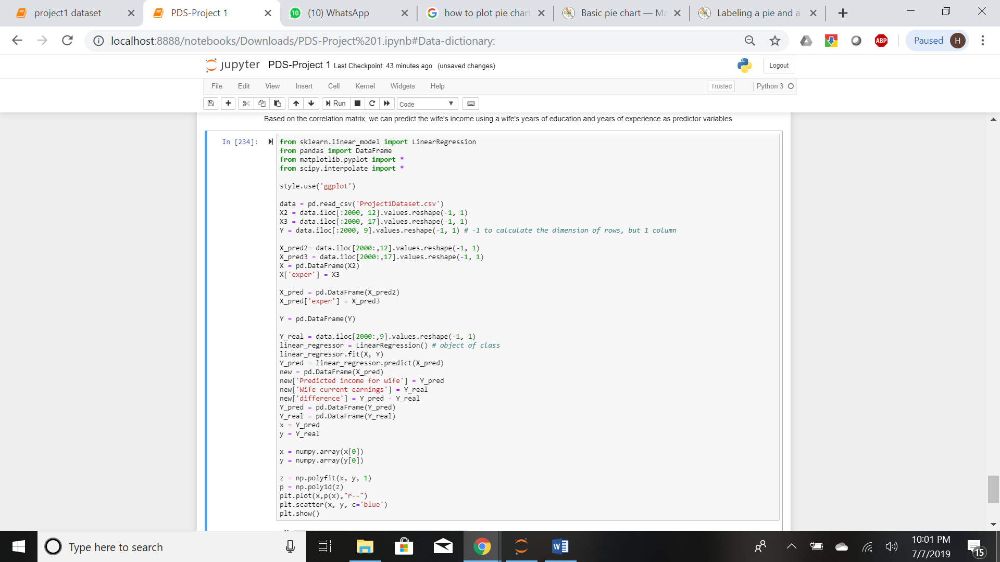 project1 dataset
PDS-Project 1
(10) WhatsApp
how to plot pie chart
Basic pie chart — Ma
Labeling a pie and a
localhost:8888/notebooks/Downloads/PDS-Project%201.ipynb#Data-dictionary:
ABP
Paused
H
jupyter PDS-Project 1 Last Checkpoint: 43 minutes ago (unsaved changes)
Logout
File Edit View Insert Cell Kernel Widgets Help
Trusted
Python 3
Run
Code
Based on the correlation matrix, we can predict the wife's income using a wife's years of education and years of experience as predictor variables
In [234]:
from sklearn.linear_model import LinearRegression
from pandas import DataFrame
from matplotlib.pyplot import *
from scipy.interpolate import *
style.use('ggplot')
data = pd.read_csv('Project1Dataset.csv')
X2 = data.iloc[:2000, 12].values.reshape(-1, 1)
X3 = data.iloc[:2000, 17].values.reshape(-1, 1)
Y = data.iloc[:2000, 9].values.reshape(-1, 1) # -1 to calculate the dimension of rows, but 1 column
X_pred2= data.iloc[2000:,12].values.reshape(-1, 1)
X_pred3 = data.iloc[2000:,17].values.reshape(-1, 1)
X = pd.DataFrame(X2)
X['exper'] = X3
X_pred = pd.DataFrame(X_pred2)
X_pred['exper'] = X_pred3
Y = pd.DataFrame(Y)
Y_real = data.iloc[2000:,9].values.reshape(-1, 1)
linear_regressor = LinearRegression() # object of class
linear_regressor.fit(X, Y)
Y_pred = linear_regressor.predict(X_pred)
new = pd.DataFrame(X_pred)
new['Predicted income for wife'] = Y_pred
new['Wife current earnings'] = Y_real
new['difference'] = Y_pred - Y_real
Y_pred = pd.DataFrame(Y_pred)
Y_real = pd.DataFrame(Y_real)
x = Y_pred
y = Y_real
x = numpy.array(x[0])
y = numpy.array(y[0])
z = np.polyfit(x, y, 1)
p = np.poly1d(z)
plt.plot(x,p(x),"r--")
plt.scatter(x, y, c='blue')
plt.show()
Type here to search
10:01 PM
7/7/2019
15